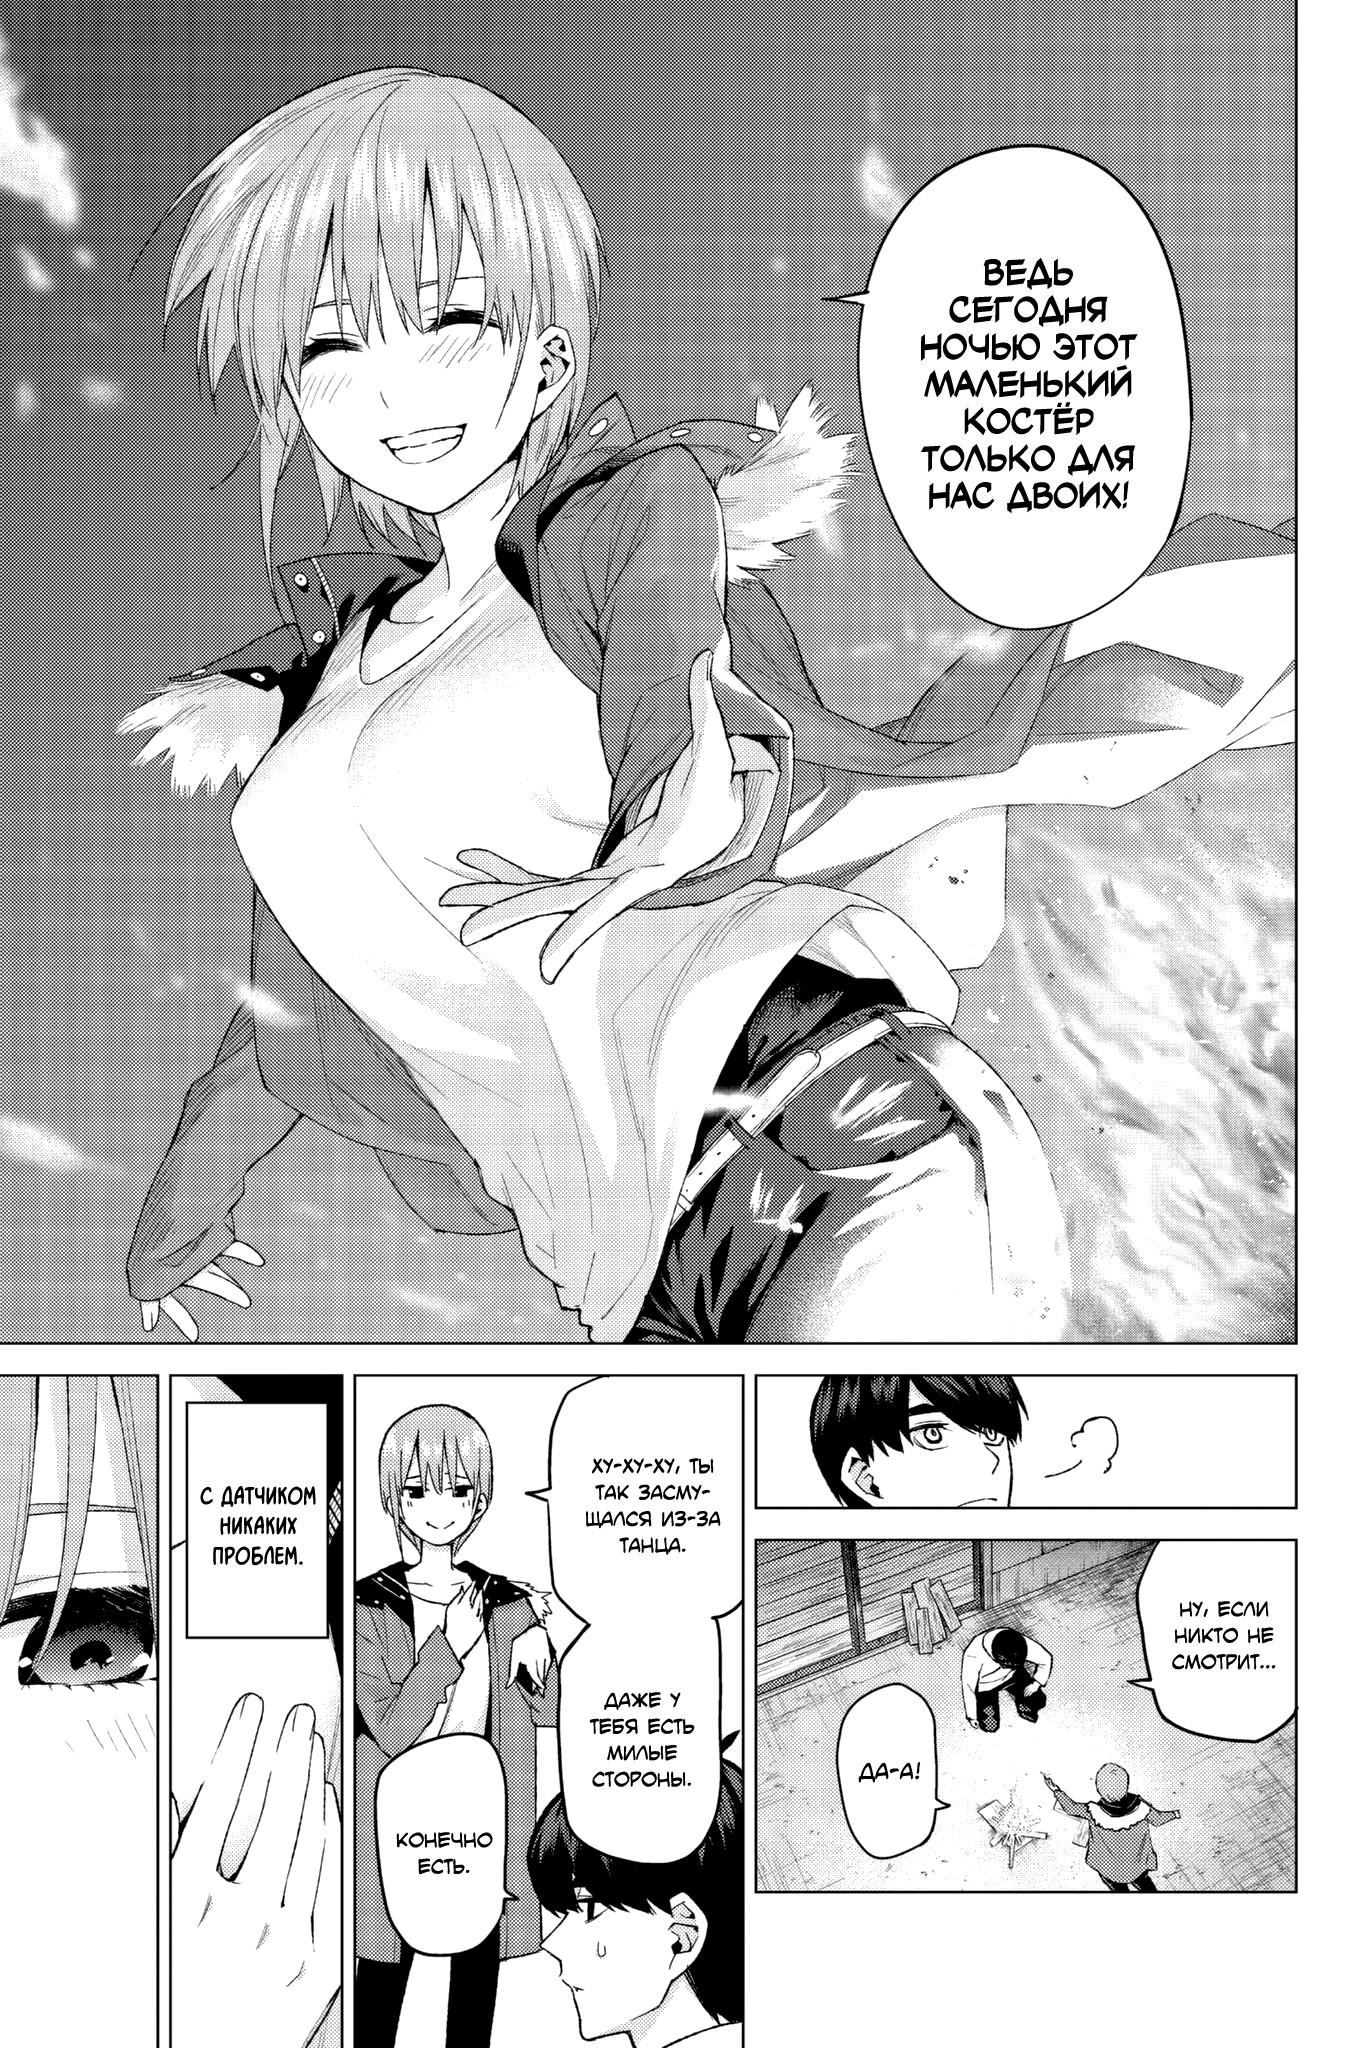 ВЕДЬ
СЕГОДНЯ
НОЧЬЮ ЭТОТ
МАЛЕНЬКИЙ
КОСТЁР
ТОЛЬКО ДЛЯ
НАС ДВОИХ!
НУ, ЕСЛИ
НИКТО НЕ
СМОТРИТ...
ДА-А!
ХУ-ХУ-ХУ, ТЫ
ТАК ЗАСМУ-
ЩАЛСЯ ИЗ-ЗА
ТАНЦА.
ДАЖЕ У
ТЕБЯ ЕСТЬ
МИЛЫЕ
СТОРОНЫ.
КОНЕЧНО
ЕСТЬ.
С ДАТЧИКОМ
НИКАКИХ
ПРОБЛЕМ.